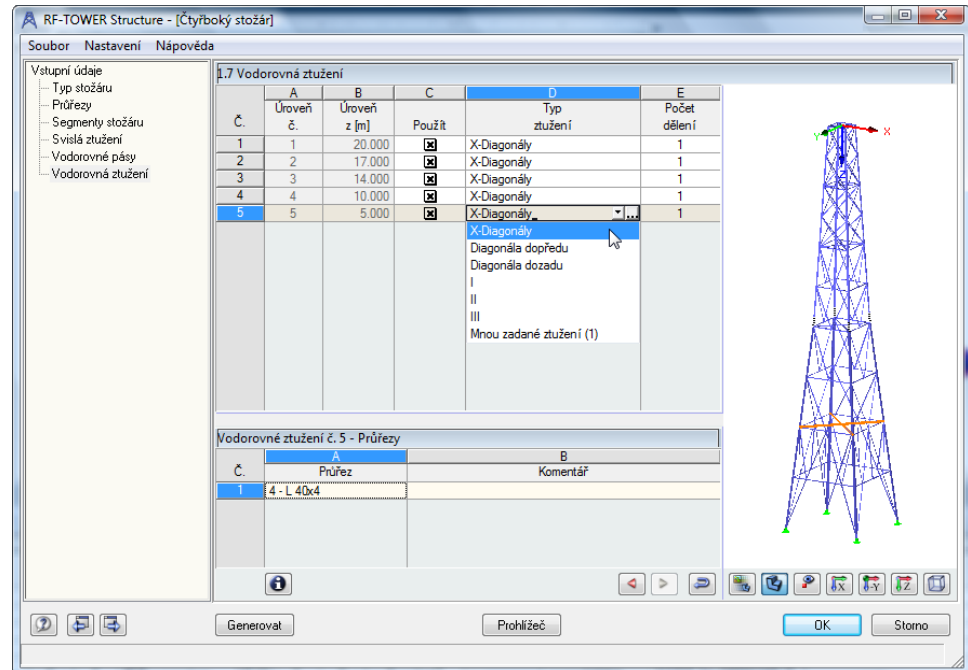 RF-TOWER Structure - [Čtyřboký stožár]
Soubor Nastavení Nápověda
Vstupní údaje
Typ stožáru
Průřezy
Segmenty stožáru
Svislá ztužení
Vodorovné pásy
Vodorovná ztužení
1.7 Vodorovná ztužení
A B C D E
Úroveň Úroveň Typ Počet
Č. č. z [m] Použít ztužení dělení
1 1 20.000 X-Diagonály 1
2 2 17.000 X-Diagonály 1
3 3 14.000 X-Diagonály 1
4 4 10.000 X-Diagonály 1
5 5 5.000 X-Diagonály ... 1
X-Diagonály
Diagonála dopředu
Diagonála dozadu
I
II
III
Mnou zadané ztužení (1)
Y X
Z
Vodorovné ztužení č. 5 - Průřezy
A B
Č. Průřez Komentář
1 4 - L 40x4
X -Y Z
Generovat Prohlížeč OK Storno